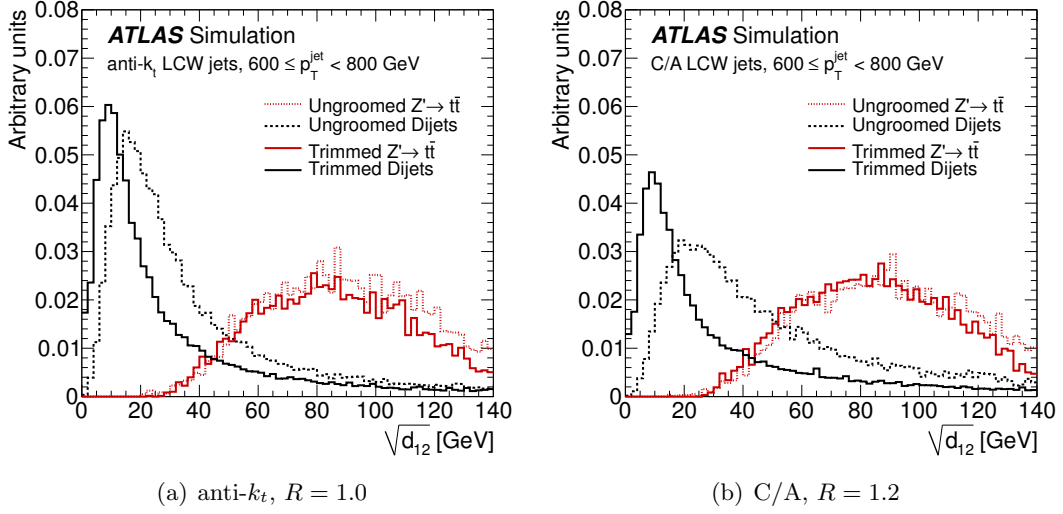 Arbitrary units
0.08
0.07
0.06
0.05
0.04
0.03
0.02
0.01
0
ATLAS Simulation
anti-k_t LCW jets, 600 ≤ p_T^jet < 800 GeV
Ungroomed Z'→ tt̄
Ungroomed Dijets
Trimmed Z'→ tt̄
Trimmed Dijets
0 20 40 60 80 100 120 140
√d_12 [GeV]
(a) anti-k_t, R = 1.0
Arbitrary units
0.08
0.07
0.06
0.05
0.04
0.03
0.02
0.01
0
ATLAS Simulation
C/A LCW jets, 600 ≤ p_T^jet < 800 GeV
Ungroomed Z'→ tt̄
Ungroomed Dijets
Trimmed Z'→ tt̄
Trimmed Dijets
0 20 40 60 80 100 120 140
√d_12 [GeV]
(b) C/A, R = 1.2